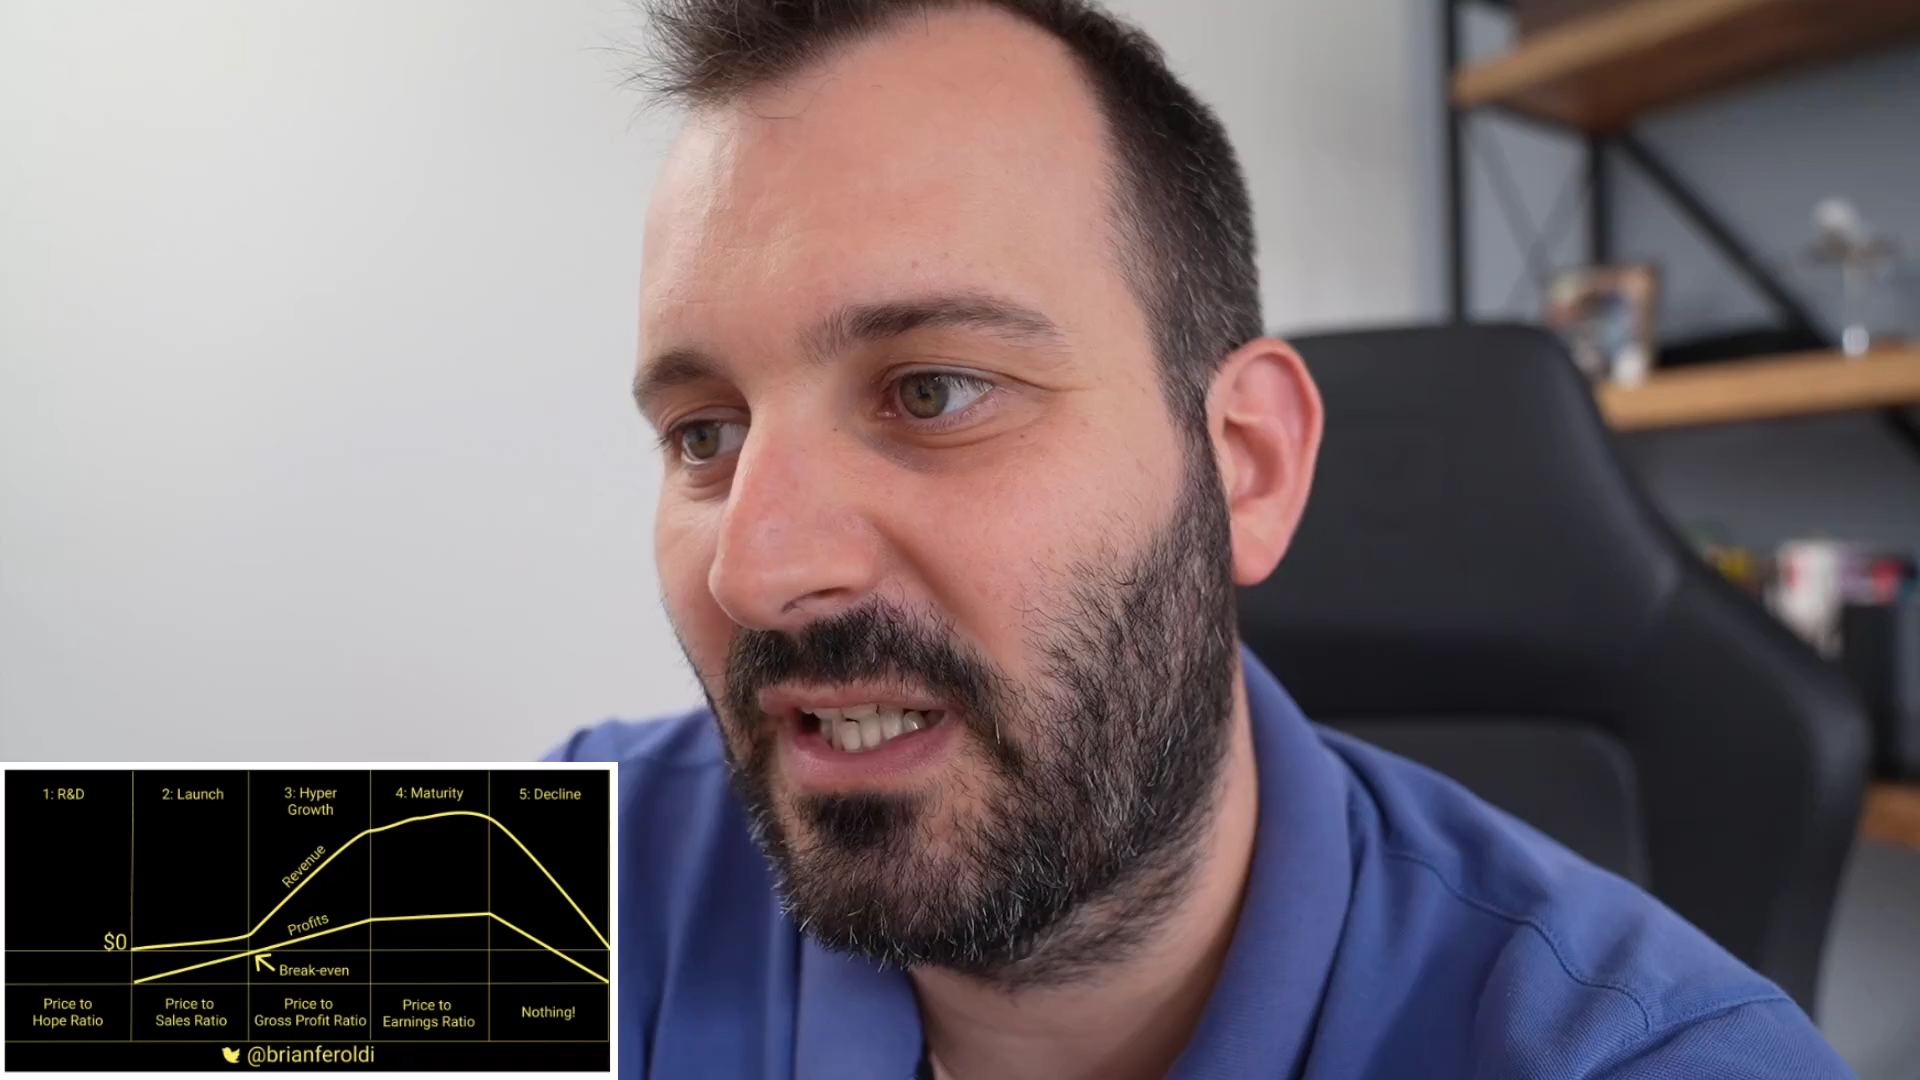 1: R&D
2: Launch
3: Hyper
Growth
4: Maturity
5: Decline
Revenue
Profits
$0
Break-even
Price to
Hope Ratio
Price to
Sales Ratio
Price to
Gross Profit Ratio
Price to
Earnings Ratio
Nothing!
@brianferoldi